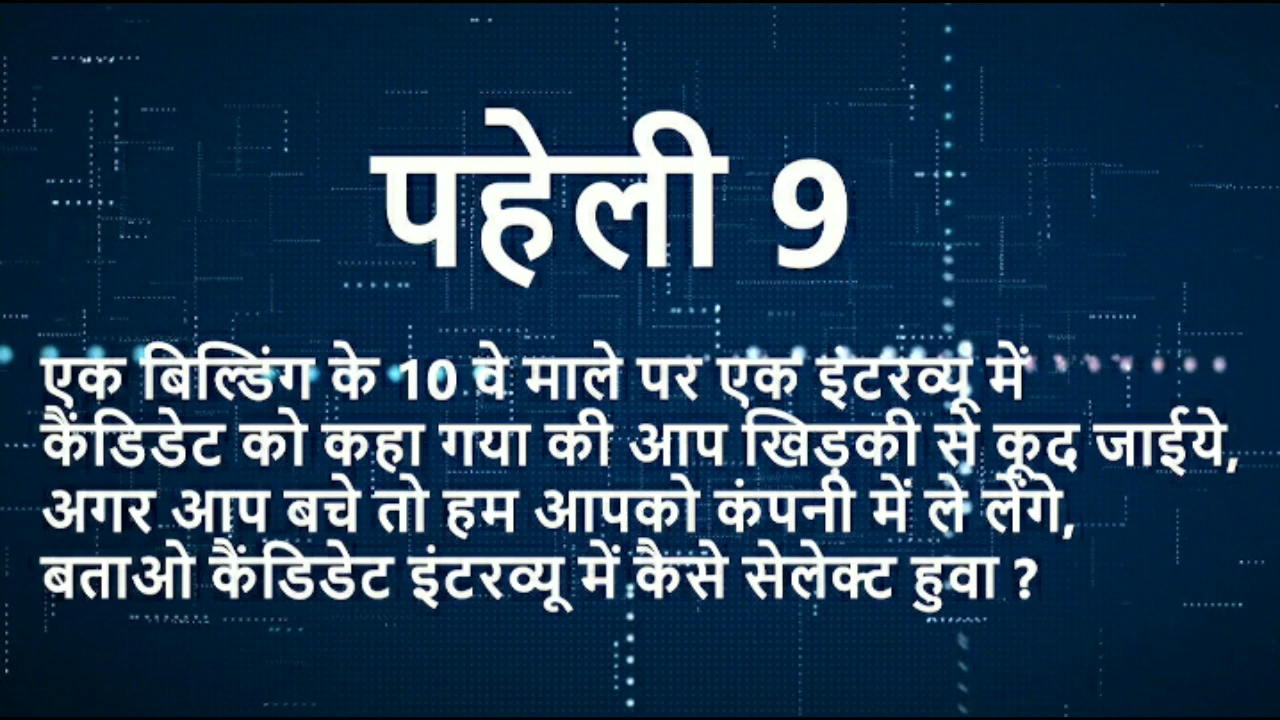 पहेली 9
एक बिल्डिंग के 10 वे माले पर एक इंटरव्यू में
कैंडिडेट को कहा गया की आप खिड़की से कूद जाईये,
अगर आप बचे तो हम आपको कंपनी में ले लेंगे,
बताओ कैंडिडेट इंटरव्यू में कैसे सेलेक्ट हुवा ?